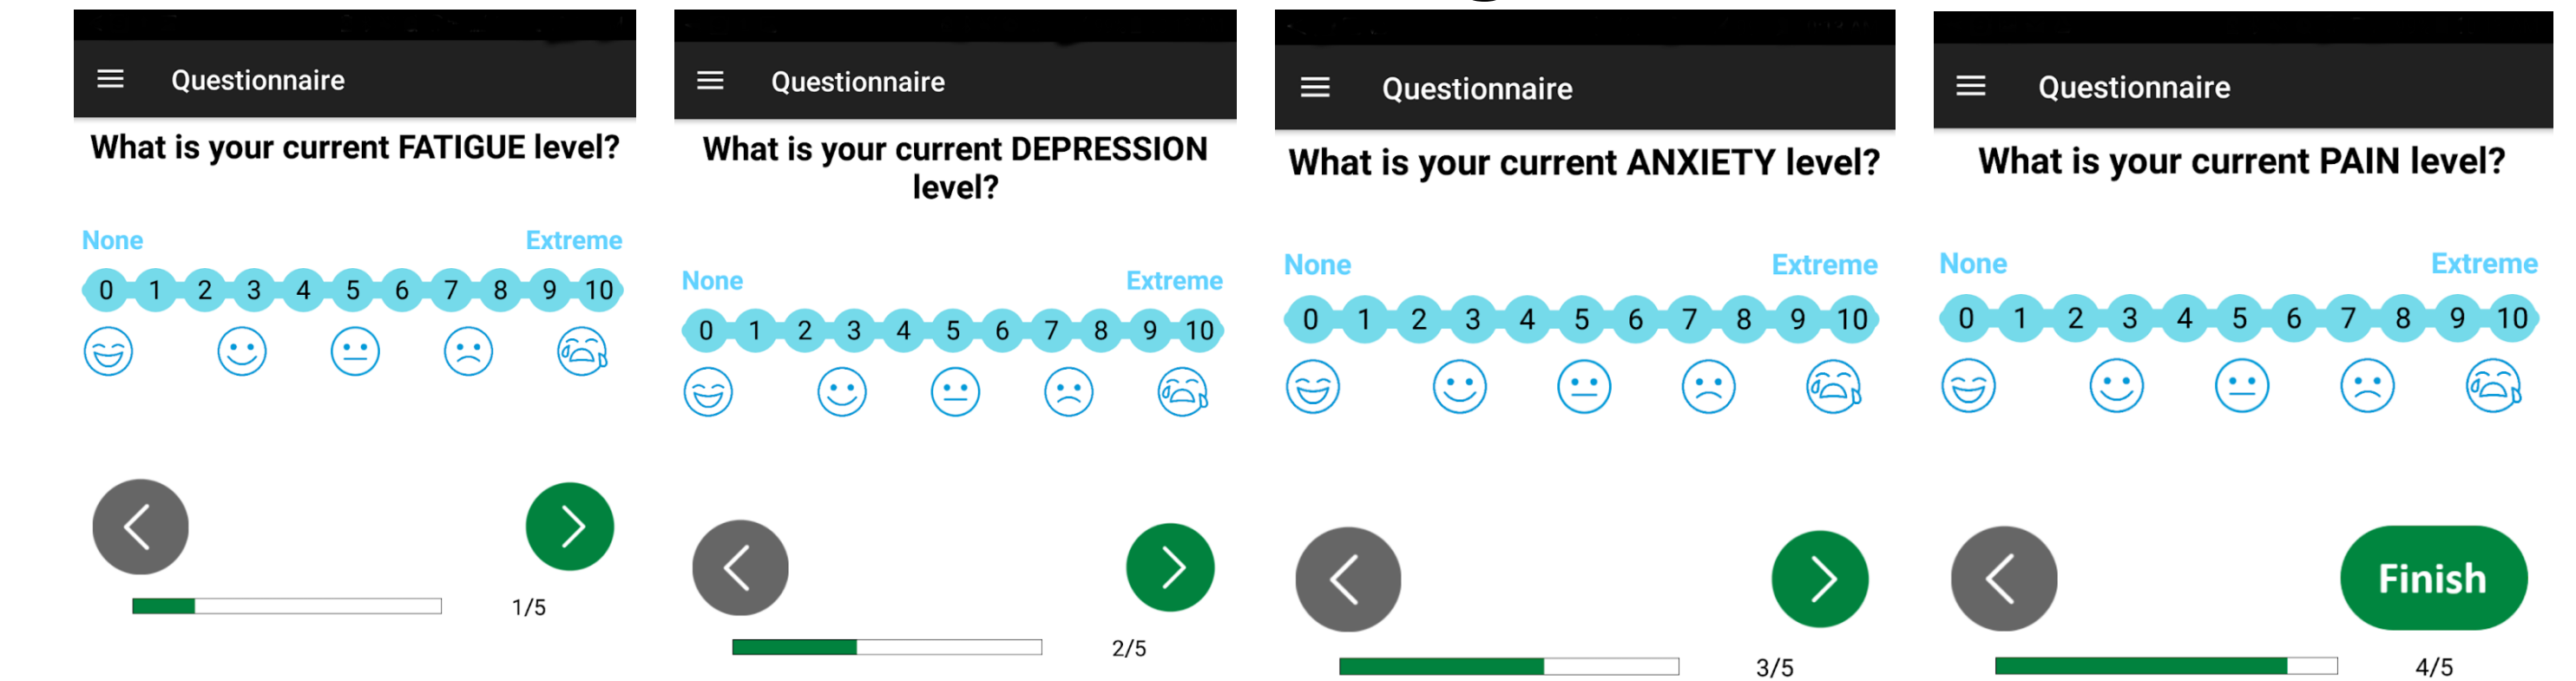 Questionnaire
What is your current FATIGUE level?
None Extreme
0 1 2 3 4 5 6 7 8 9 10
1/5
Questionnaire
What is your current DEPRESSION
level?
None Extreme
0 1 2 3 4 5 6 7 8 9 10
2/5
Questionnaire
What is your current ANXIETY level?
None Extreme
0 1 2 3 4 5 6 7 8 9 10
3/5
Questionnaire
What is your current PAIN level?
None Extreme
0 1 2 3 4 5 6 7 8 9 10
Finish
4/5